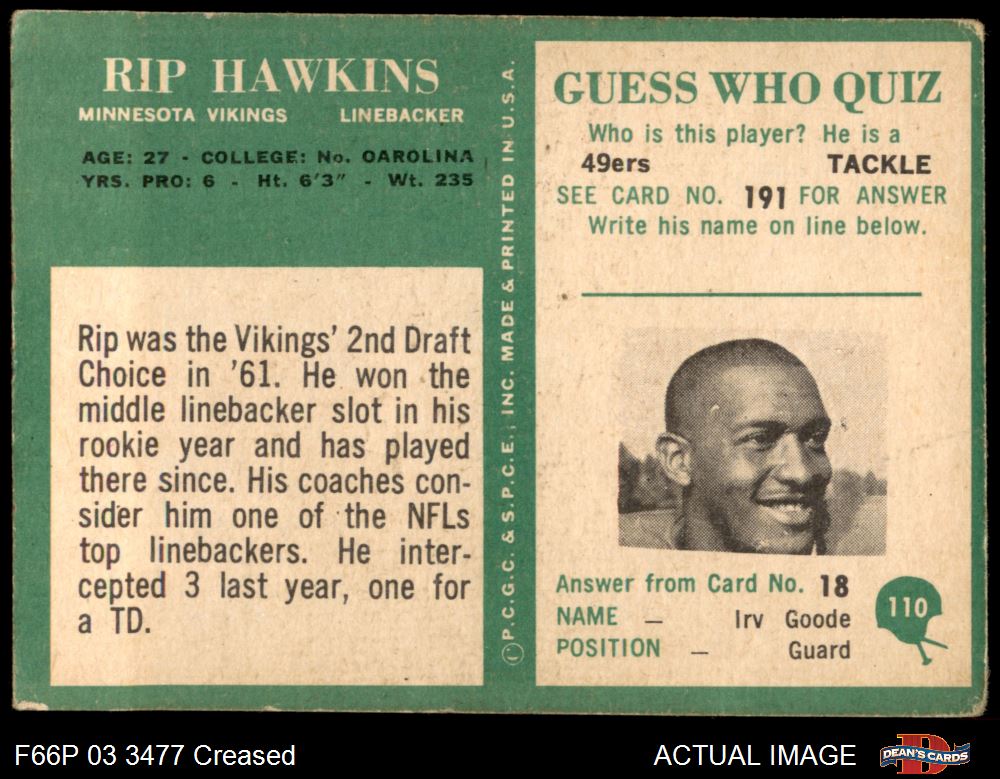 RIP HAWKINS
MINNESOTA VIKINGS LINEBACKER
AGE: 27 - COLLEGE: No. CAROLINA
YRS. PRO: 6 - Ht. 6'3" - Wt. 235
Rip was the Vikings' 2nd Draft
Choice in '61. He won the
middle linebacker slot in his
rookie year and has played
there since. His coaches con-
sider him one of the NFLs
top linebackers. He inter-
cepted 3 last year, one for
a TD.
© P.C.G.C. & S.P.C.E., INC. MADE & PRINTED IN U.S.A.
GUESS WHO QUIZ
Who is this player? He is a
49ers TACKLE
SEE CARD NO. 191 FOR ANSWER
Write his name on line below.
Answer from Card No. 18
NAME — Irv Goode
POSITION — Guard
110
F66P 03 3477 Creased
ACTUAL IMAGE
DEAN'S CARDS